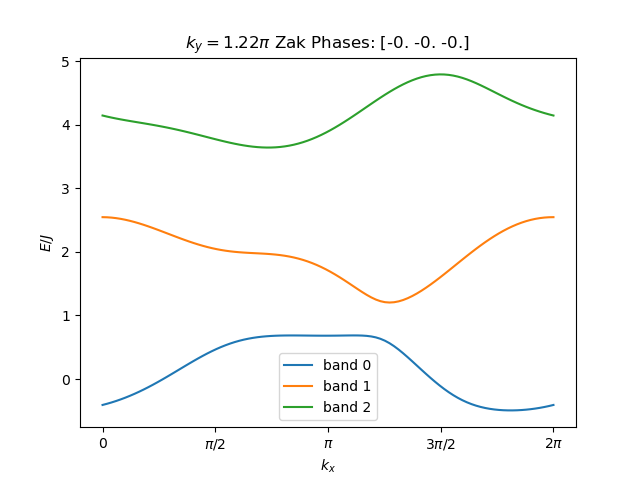 k_y = 1.22π Zak Phases: [-0. -0. -0.]
5
4
3
2
1
0
E/J
band 0
band 1
band 2
0 π/2 π 3π/2 2π
k_x